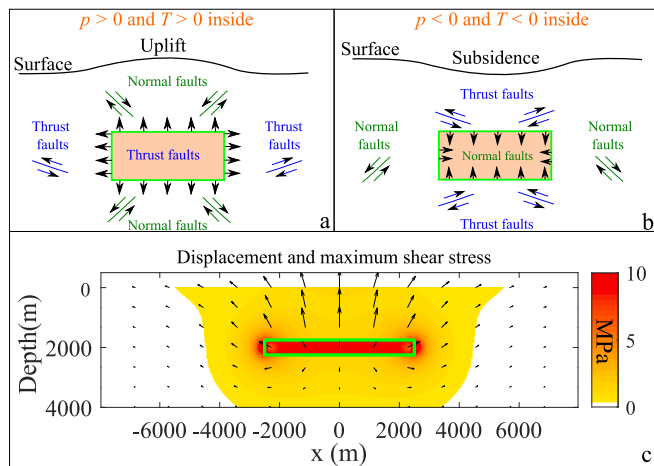 p > 0 and T > 0 inside
Uplift
Surface
Normal faults
Thrust
faults
Thrust faults
Thrust
faults
Normal faults
a
p < 0 and T < 0 inside
Surface
Subsidence
Thrust faults
Normal
faults
Normal faults
Normal
faults
Thrust faults
b
Displacement and maximum shear stress
Depth(m)
0
2000
4000
-6000 -4000 -2000 0 2000 4000 6000
x (m)
10
5
0
MPa
c